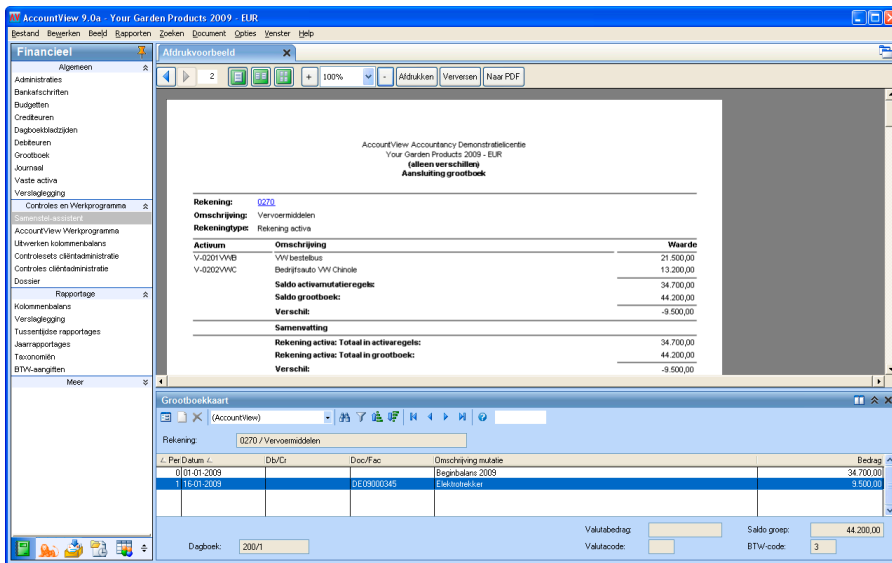 AccountView 9.0a - Your Garden Products 2009 - EUR
Bestand Bewerken Beeld Rapporten Zoeken Document Opties Venster Help
Financieel
Algemeen
Administraties
Bankafschriften
Budgetten
Crediteuren
Dagboekbladzijden
Debiteuren
Grootboek
Journaal
Vaste activa
Verslaglegging
Controles en Werkprogramma
Samenstel-assistent
AccountView Werkprogramma
Uitwerken kolommenbalans
Controlesets cliëntadministratie
Controles cliëntadministratie
Dossier
Rapportage
Kolommenbalans
Verslaglegging
Tussentijdse rapportages
Jaarrapportages
Taxonomiën
BTW-aangiften
Meer
Afdrukvoorbeeld
2 + 100% - Afdrukken Verversen Naar PDF
AccountView Accountancy Demonstratielicentie
Your Garden Products 2009 - EUR
(alleen verschillen)
Aansluiting grootboek
Rekening: 0270
Omschrijving: Vervoermiddelen
Rekeningtype: Rekening activa
Activum Omschrijving Waarde
V-0201VWB VW bestelbus 21.500,00
V-0202VWC Bedrijfsauto VW Chinole 13.200,00
Saldo activamutatieregels: 34.700,00
Saldo grootboek: 44.200,00
Verschil: -9.500,00
Samenvatting
Rekening activa: Totaal in activaregels: 34.700,00
Rekening activa: Totaal in grootboek: 44.200,00
Verschil: -9.500,00
Grootboekkaart
(AccountView)
Rekening: 0270 / Vervoermiddelen
Per Datum Db/Cr Doc/Fac Omschrijving mutatie Bedrag
0 01-01-2009 Beginbalans 2009 34.700,00
1 16-01-2009 DE09000345 Elektrotrekker 9.500,00
Valutabedrag: Saldo groep: 44.200,00
Dagboek: 200/1 Valutacode: BTW-code: 3